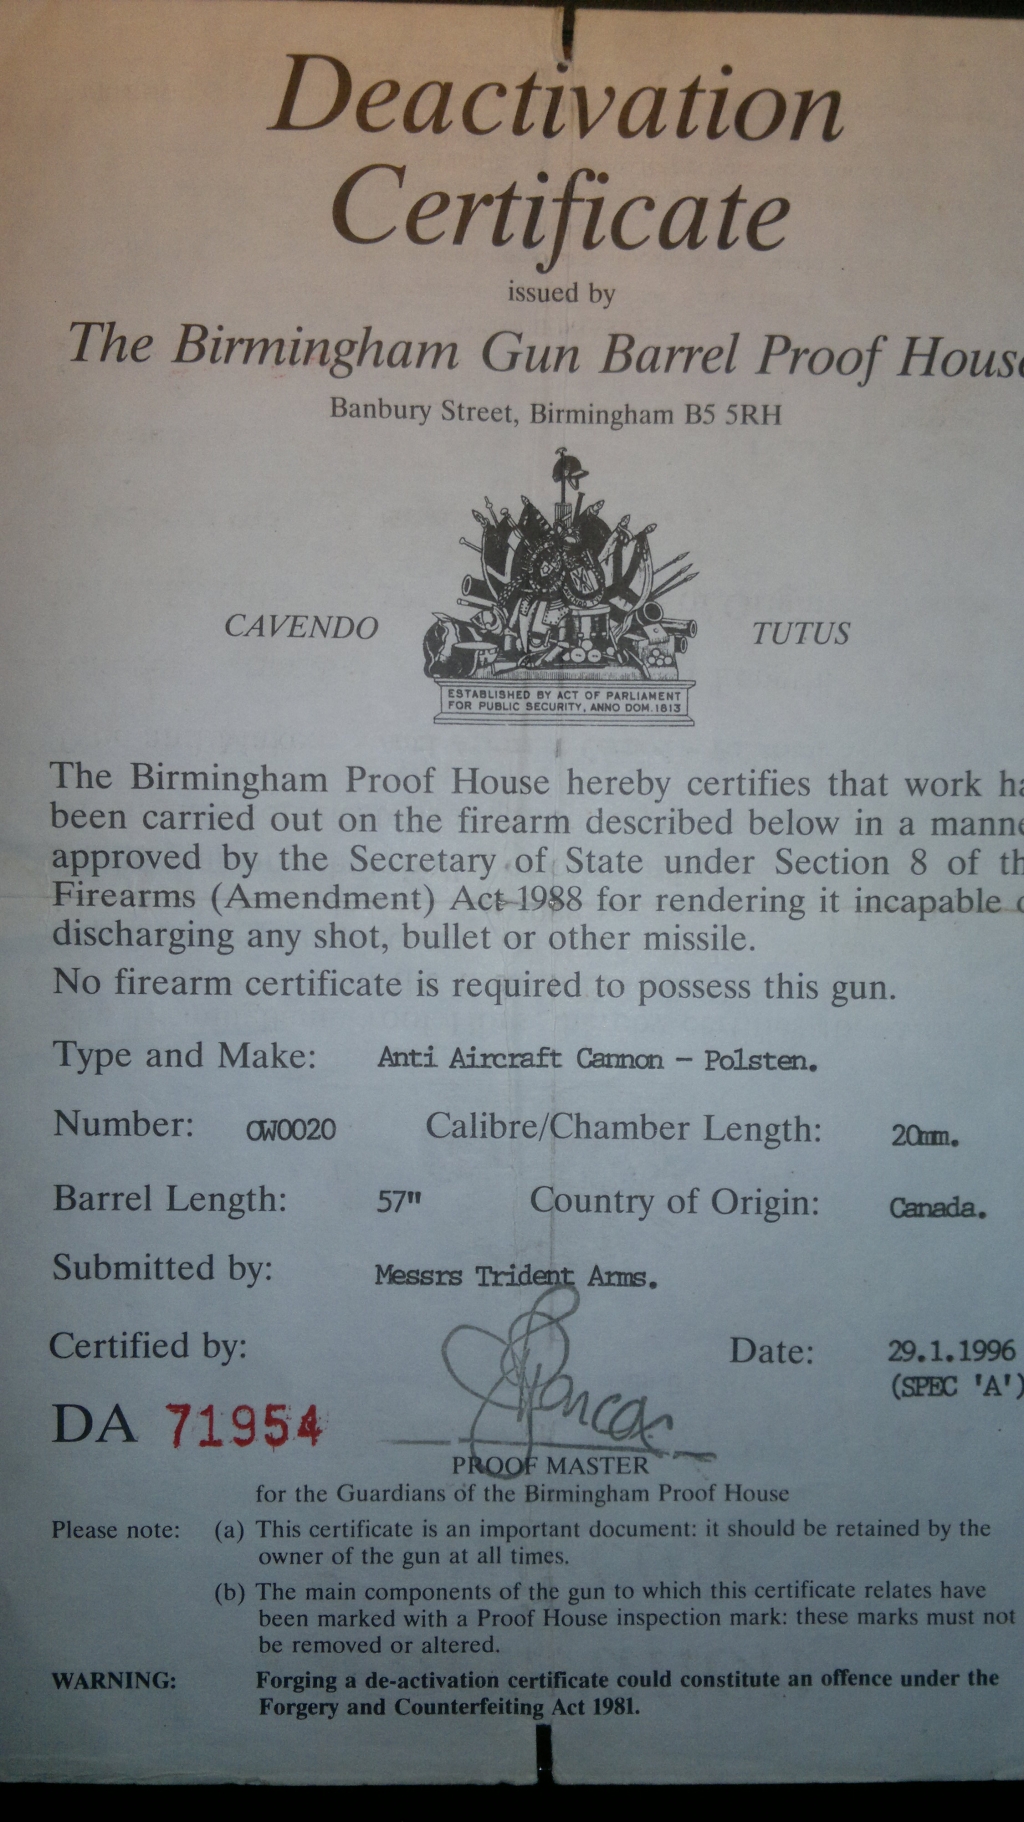 Deactivation
Certificate
issued by
The Birmingham Gun Barrel Proof House
Banbury Street, Birmingham B5 5RH
CAVENDO TUTUS
ESTABLISHED BY ACT OF PARLIAMENT
FOR PUBLIC SECURITY, ANNO DOM. 1813
The Birmingham Proof House hereby certifies that work ha
been carried out on the firearm described below in a manne
approved by the Secretary of State under Section 8 of th
Firearms (Amendment) Act 1988 for rendering it incapable o
discharging any shot, bullet or other missile.
No firearm certificate is required to possess this gun.
Type and Make: Anti Aircraft Cannon - Polsten.
Number: OW0020 Calibre/Chamber Length: 20mm.
Barrel Length: 57" Country of Origin: Canada.
Submitted by: Messrs Trident Arms.
Certified by: Date: 29.1.1996
(SPEC 'A')
DA 71954
PROOF MASTER
for the Guardians of the Birmingham Proof House
Please note: (a) This certificate is an important document: it should be retained by the
owner of the gun at all times.
(b) The main components of the gun to which this certificate relates have
been marked with a Proof House inspection mark: these marks must not
be removed or altered.
WARNING: Forging a de-activation certificate could constitute an offence under the
Forgery and Counterfeiting Act 1981.